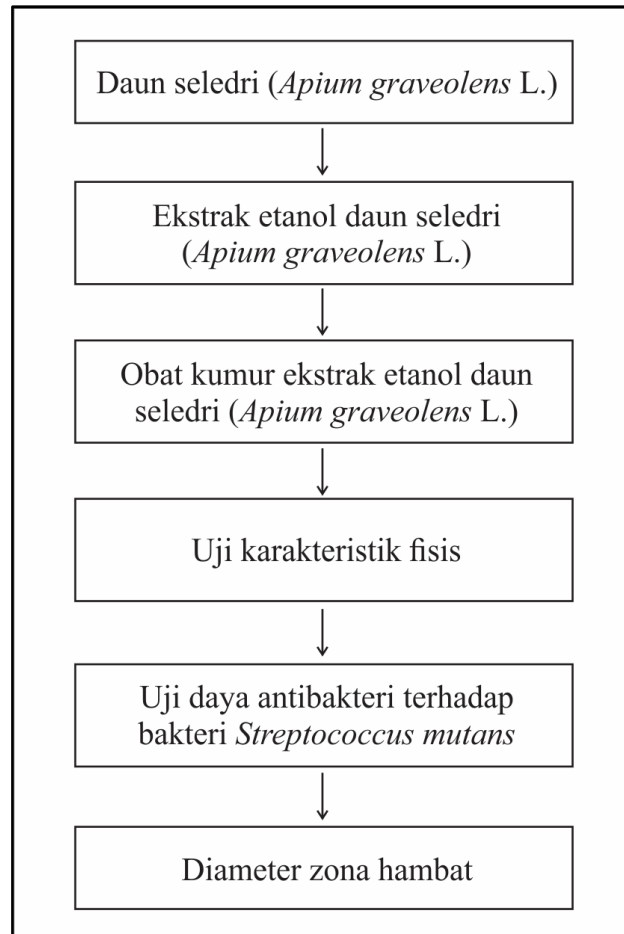 Daun seledri (Apium graveolens L.)
Ekstrak etanol daun seledri
(Apium graveolens L.)
Obat kumur ekstrak etanol daun
seledri (Apium graveolens L.)
Uji karakteristik fisis
Uji daya antibakteri terhadap
bakteri Streptococcus mutans
Diameter zona hambat